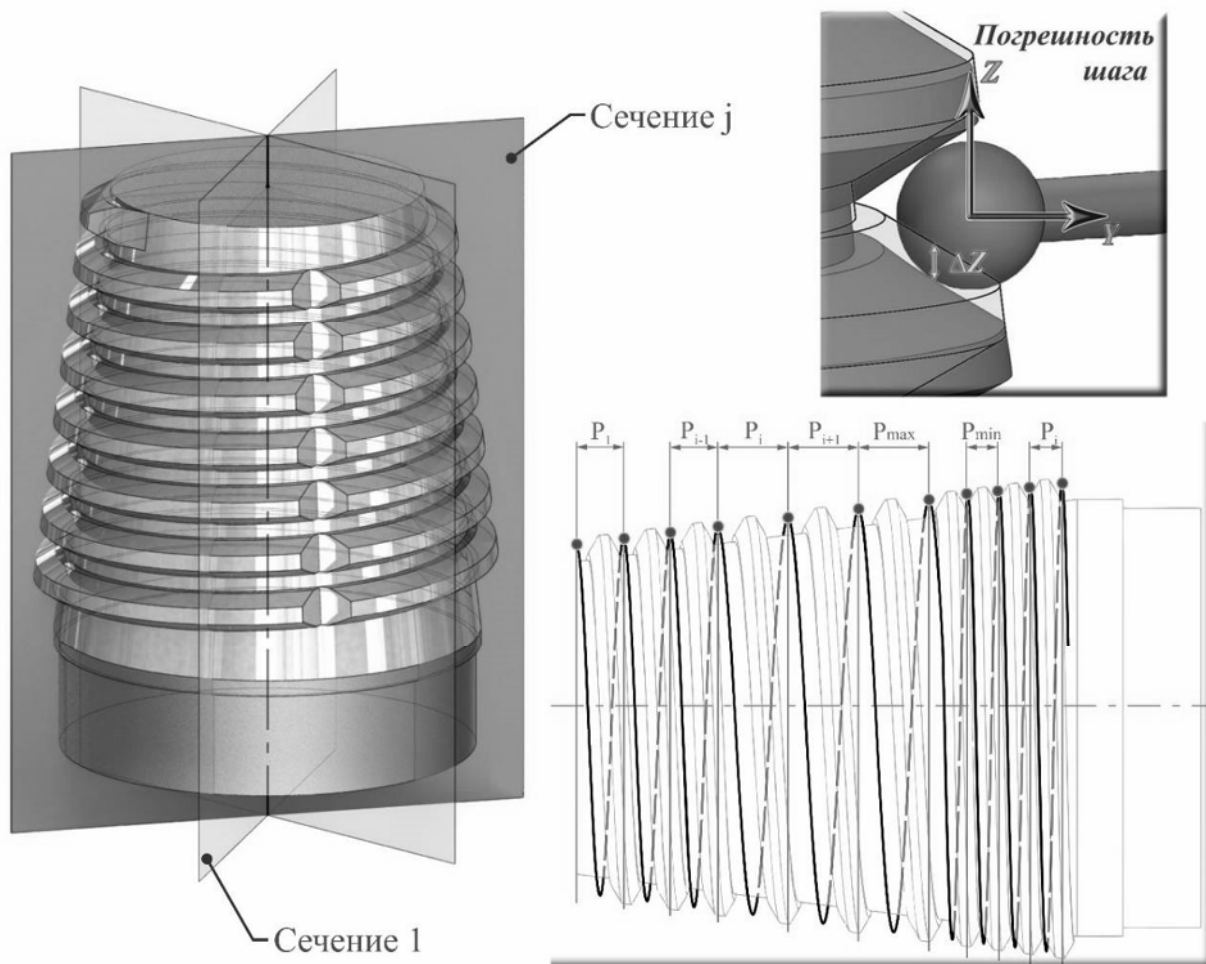 Погрешность
шага
Z
Y
ΔZ
Сечение j
Сечение 1
P1 Pi-1 Pi Pi+1 Pmax Pmin Pi